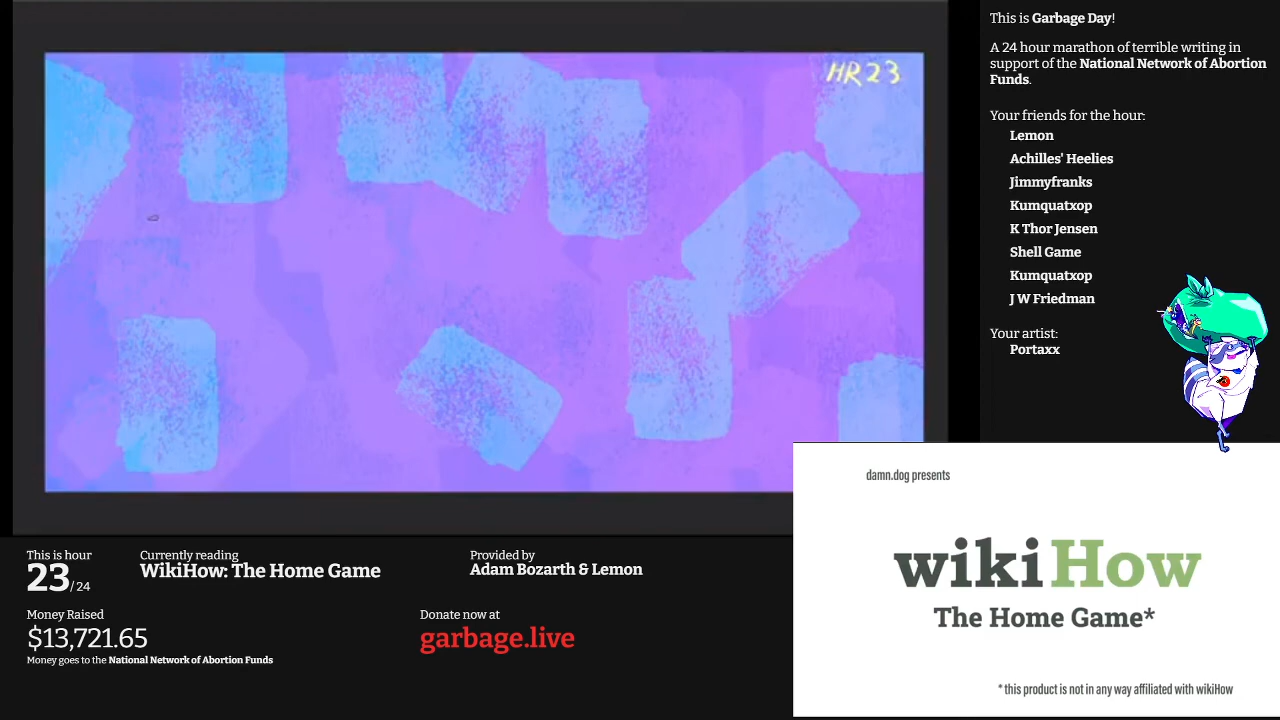 HR 23
This is Garbage Day!
A 24 hour marathon of terrible writing in
support of the National Network of Abortion
Funds.
Your friends for the hour:
Lemon
Achilles' Heelies
Jimmyfranks
Kumquatxop
K Thor Jensen
Shell Game
Kumquatxop
J W Friedman
Your artist:
Portaxx
damn.dog presents
wikiHow
The Home Game*
* this product is not in any way affiliated with wikiHow
This is hour
23/24
Currently reading
WikiHow: The Home Game
Provided by
Adam Bozarth & Lemon
Money Raised
$13,721.65
Money goes to the National Network of Abortion Funds
Donate now at
garbage.live